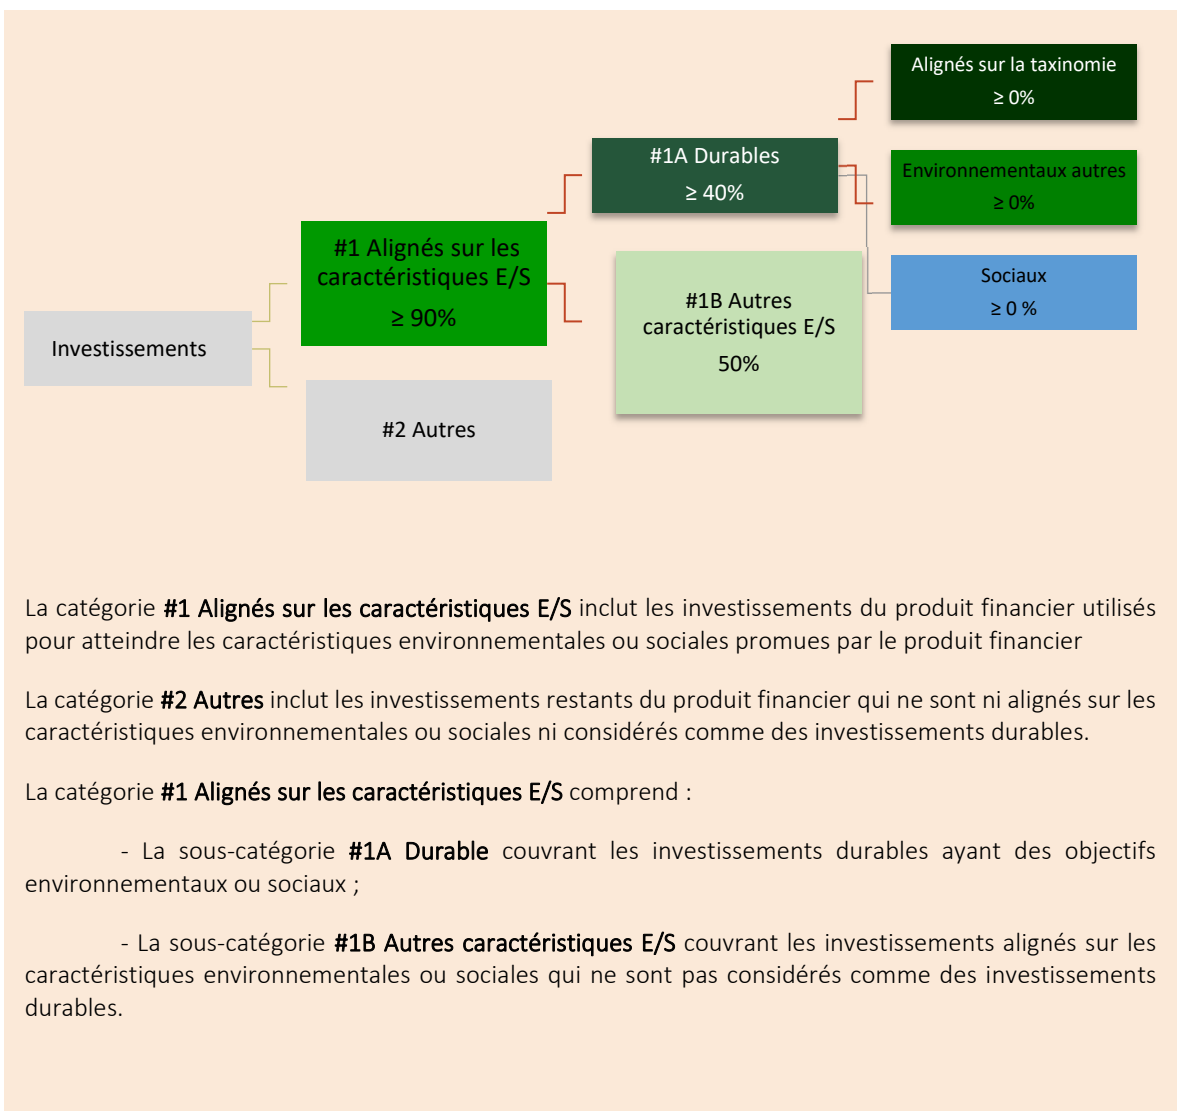 Alignés sur la taxinomie
≥ 0%
#1A Durables
≥ 40%
Environnementaux autres
≥ 0%
#1 Alignés sur les
caractéristiques E/S
≥ 90%
Sociaux
≥ 0 %
#1B Autres
caractéristiques E/S
50%
Investissements
#2 Autres
La catégorie #1 Alignés sur les caractéristiques E/S inclut les investissements du produit financier utilisés
pour atteindre les caractéristiques environnementales ou sociales promues par le produit financier
La catégorie #2 Autres inclut les investissements restants du produit financier qui ne sont ni alignés sur les
caractéristiques environnementales ou sociales ni considérés comme des investissements durables.
La catégorie #1 Alignés sur les caractéristiques E/S comprend :
- La sous-catégorie #1A Durable couvrant les investissements durables ayant des objectifs
environnementaux ou sociaux ;
- La sous-catégorie #1B Autres caractéristiques E/S couvrant les investissements alignés sur les
caractéristiques environnementales ou sociales qui ne sont pas considérés comme des investissements
durables.